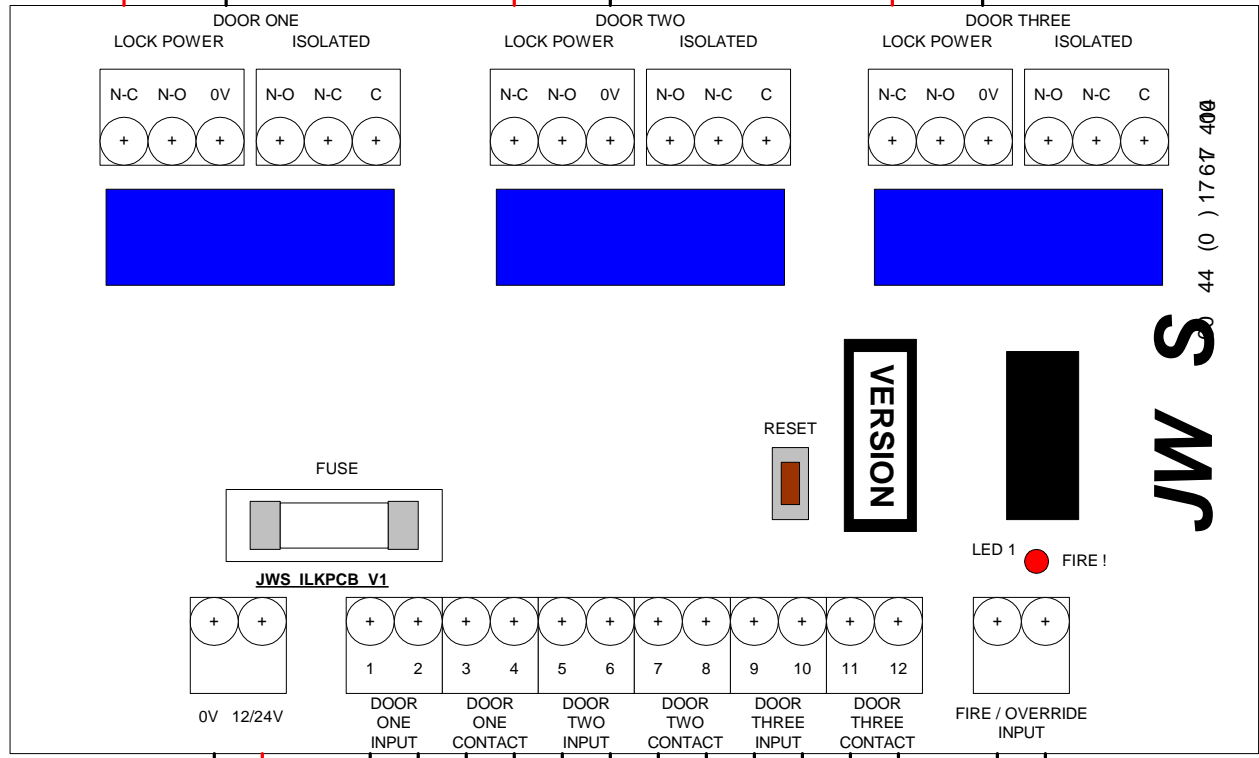 DOOR ONE
DOOR TWO
DOOR THREE
LOCK POWER ISOLATED
LOCK POWER ISOLATED
LOCK POWER ISOLATED
N-C N-O 0V
N-O N-C C
N-C N-O 0V
N-O N-C C
N-C N-O 0V
N-O N-C C
44 (0 )
JW S
VERSION
RESET
FUSE
LED 1
FIRE !
JWS ILKPCB V1
1 2 3 4 5 6 7 8 9 10 11 12
0V 12/24V
DOOR
ONE
INPUT
DOOR
ONE
CONTACT
DOOR
TWO
INPUT
DOOR
TWO
CONTACT
DOOR
THREE
INPUT
DOOR
THREE
CONTACT
FIRE / OVERRIDE
INPUT